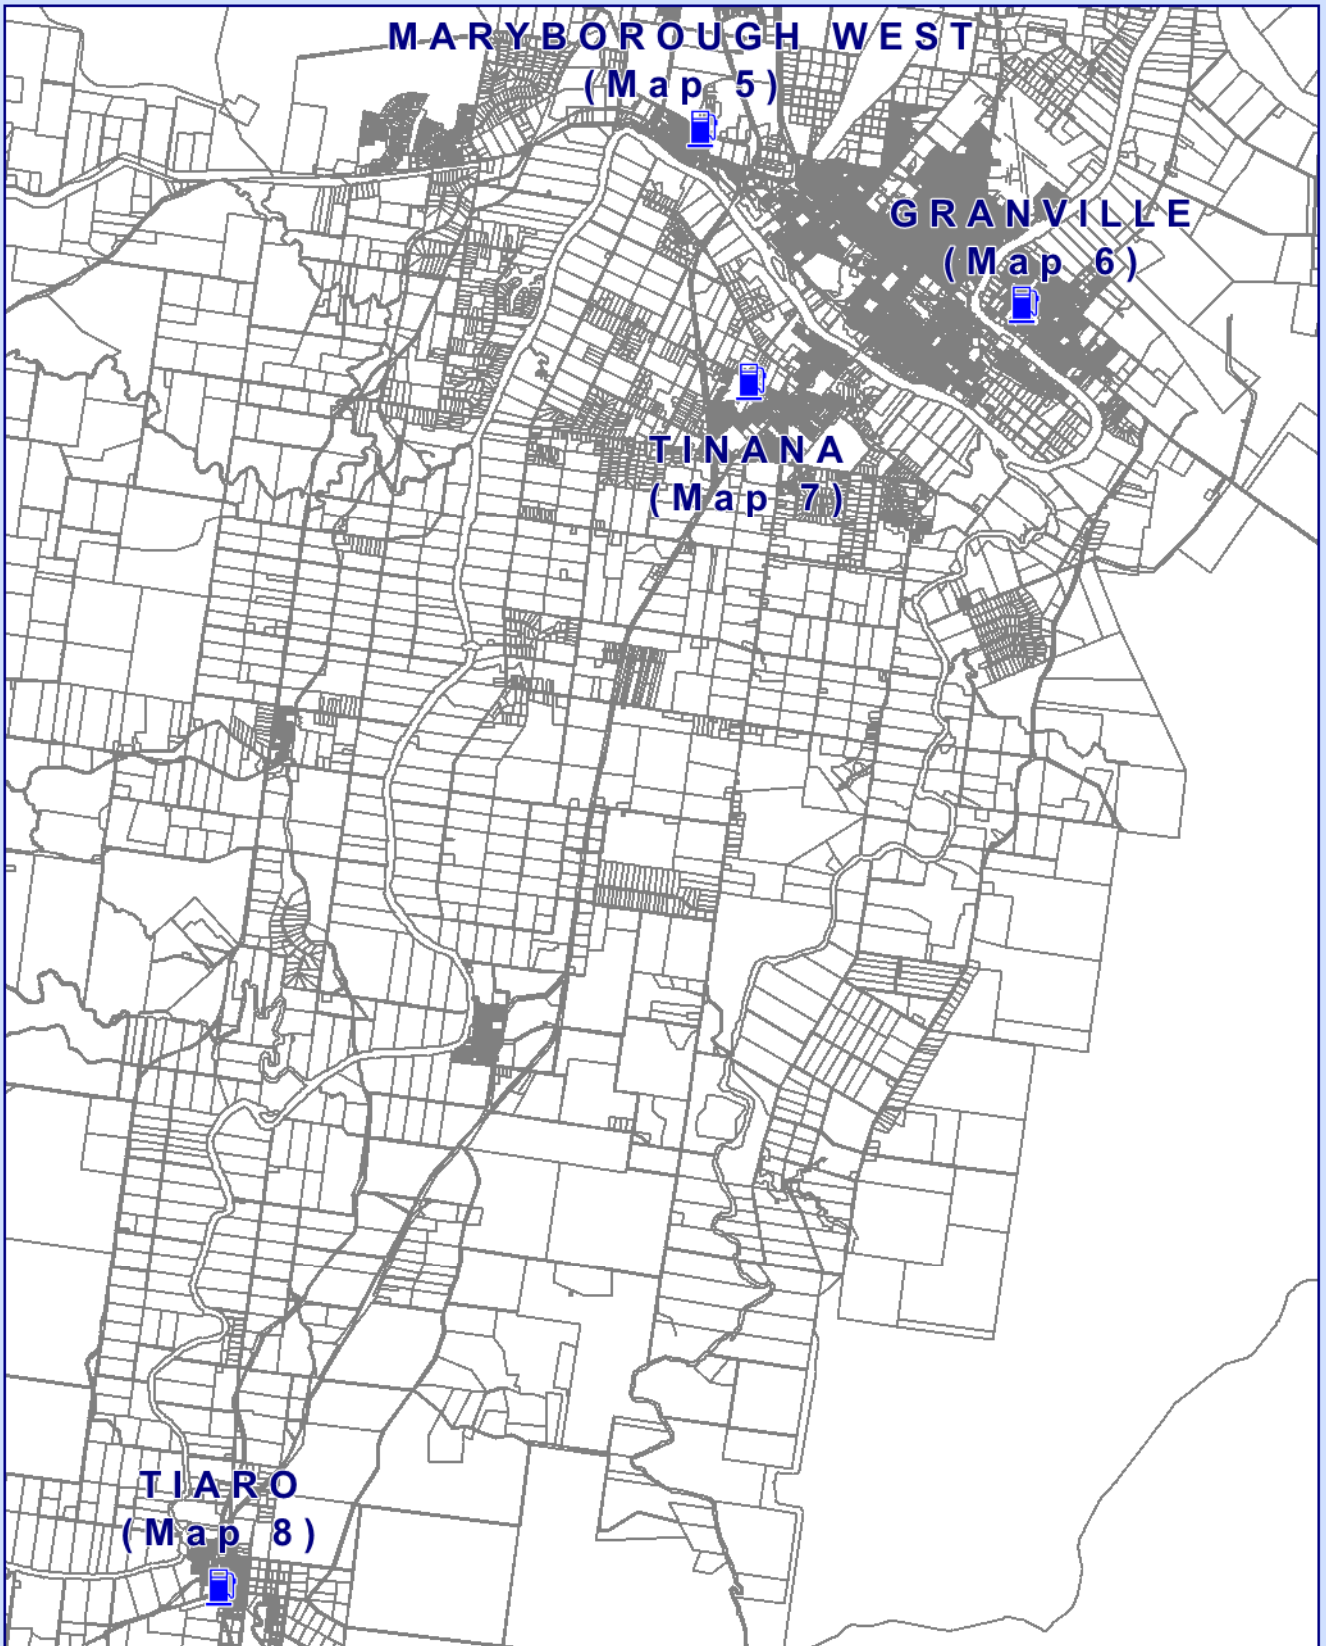 MARYBOROUGH WEST
(Map 5)
GRANVILLE
(Map 6)
TINANA
(Map 7)
TIARO
(Map 8)